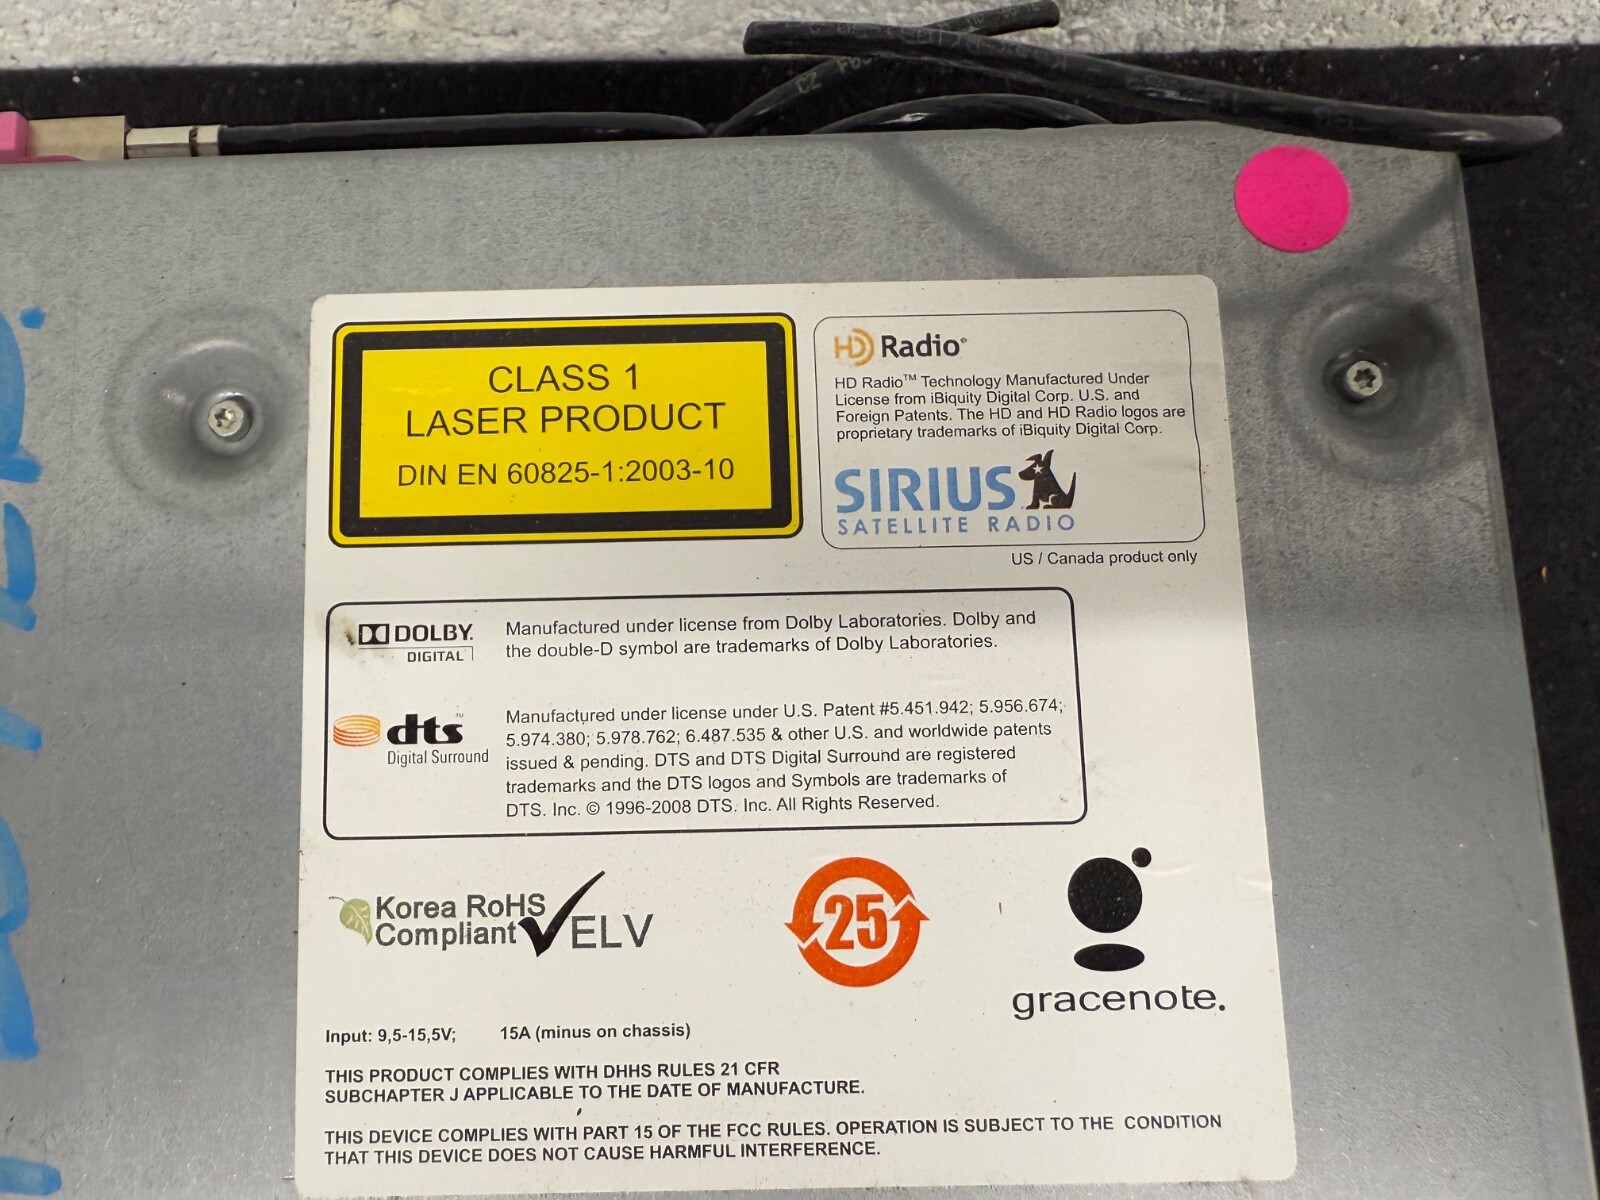 CLASS 1
LASER PRODUCT
DIN EN 60825-1:2003-10
HD Radio®
HD Radio™ Technology Manufactured Under
License from iBiquity Digital Corp. U.S. and
Foreign Patents. The HD and HD Radio logos are
proprietary trademarks of iBiquity Digital Corp.
SIRIUS
SATELLITE RADIO
US / Canada product only
DOLBY.
DIGITAL
Manufactured under license from Dolby Laboratories. Dolby and
the double-D symbol are trademarks of Dolby Laboratories.
dts™
Digital Surround
Manufactured under license under U.S. Patent #5.451.942; 5.956.674;
5.974.380; 5.978.762; 6.487.535 & other U.S. and worldwide patents
issued & pending. DTS and DTS Digital Surround are registered
trademarks and the DTS logos and Symbols are trademarks of
DTS. Inc. © 1996-2008 DTS. Inc. All Rights Reserved.
Korea RoHS
Compliant
ELV
25
gracenote.
Input: 9,5-15,5V; 15A (minus on chassis)
THIS PRODUCT COMPLIES WITH DHHS RULES 21 CFR
SUBCHAPTER J APPLICABLE TO THE DATE OF MANUFACTURE.
THIS DEVICE COMPLIES WITH PART 15 OF THE FCC RULES. OPERATION IS SUBJECT TO THE CONDITION
THAT THIS DEVICE DOES NOT CAUSE HARMFUL INTERFERENCE.